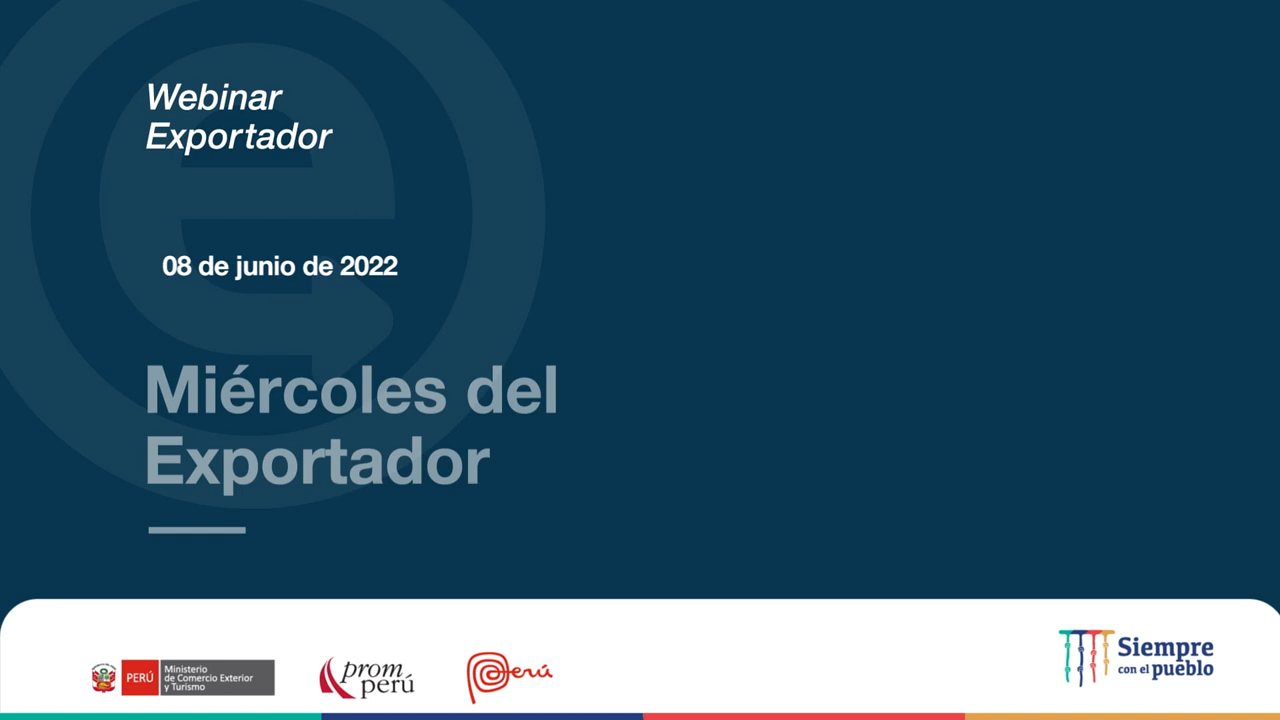 Webinar
Exportador
08 de junio de 2022
Miércoles del
Exportador
PERÚ
Ministerio
de Comercio Exterior
y Turismo
prom
perú
Perú
Siempre
con el pueblo